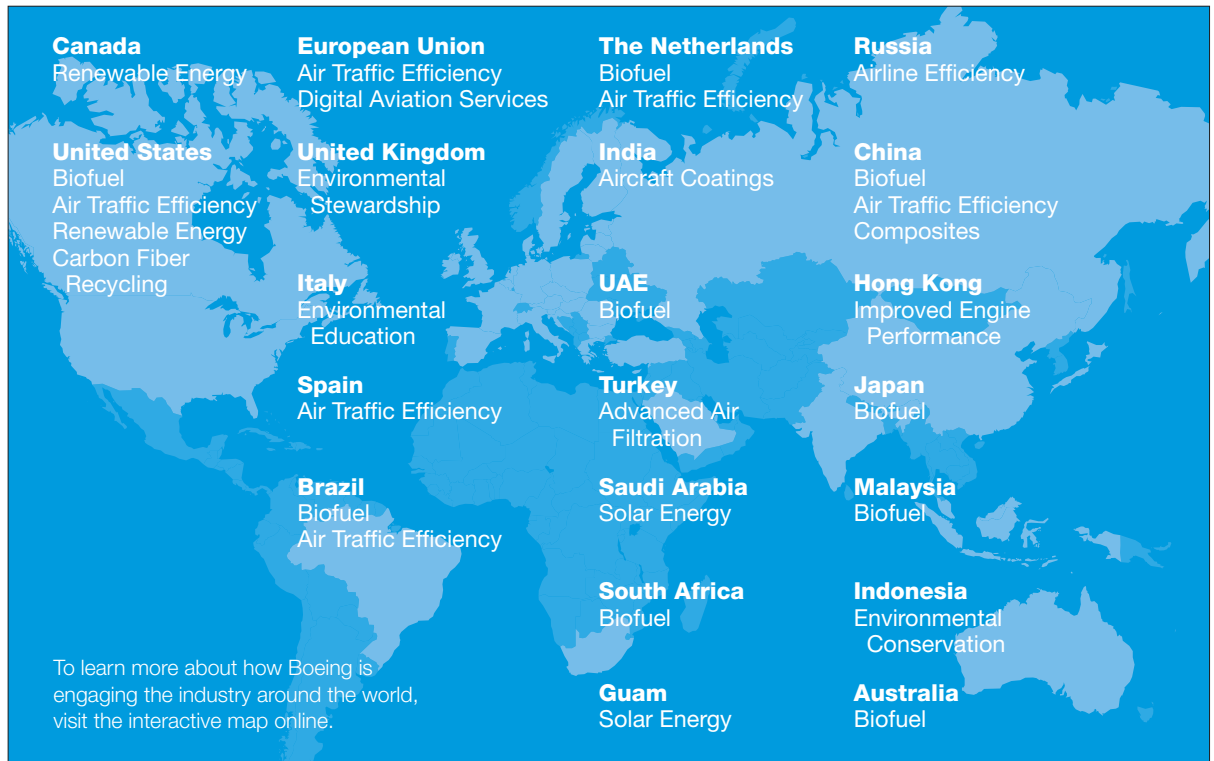 Canada
Renewable Energy
United States
Biofuel
Air Traffic Efficiency
Renewable Energy
Carbon Fiber
Recycling
To learn more about how Boeing is
engaging the industry around the world,
visit the interactive map online.
European Union
Air Traffic Efficiency
Digital Aviation Services
United Kingdom
Environmental
Stewardship
Italy
Environmental
Education
Spain
Air Traffic Efficiency
Brazil
Biofuel
Air Traffic Efficiency
The Netherlands
Biofuel
Air Traffic Efficiency
India
Aircraft Coatings
UAE
Biofuel
Turkey
Advanced Air
Filtration
Saudi Arabia
Solar Energy
South Africa
Biofuel
Guam
Solar Energy
Russia
Airline Efficiency
China
Biofuel
Air Traffic Efficiency
Composites
Hong Kong
Improved Engine
Performance
Japan
Biofuel
Malaysia
Biofuel
Indonesia
Environmental
Conservation
Australia
Biofuel